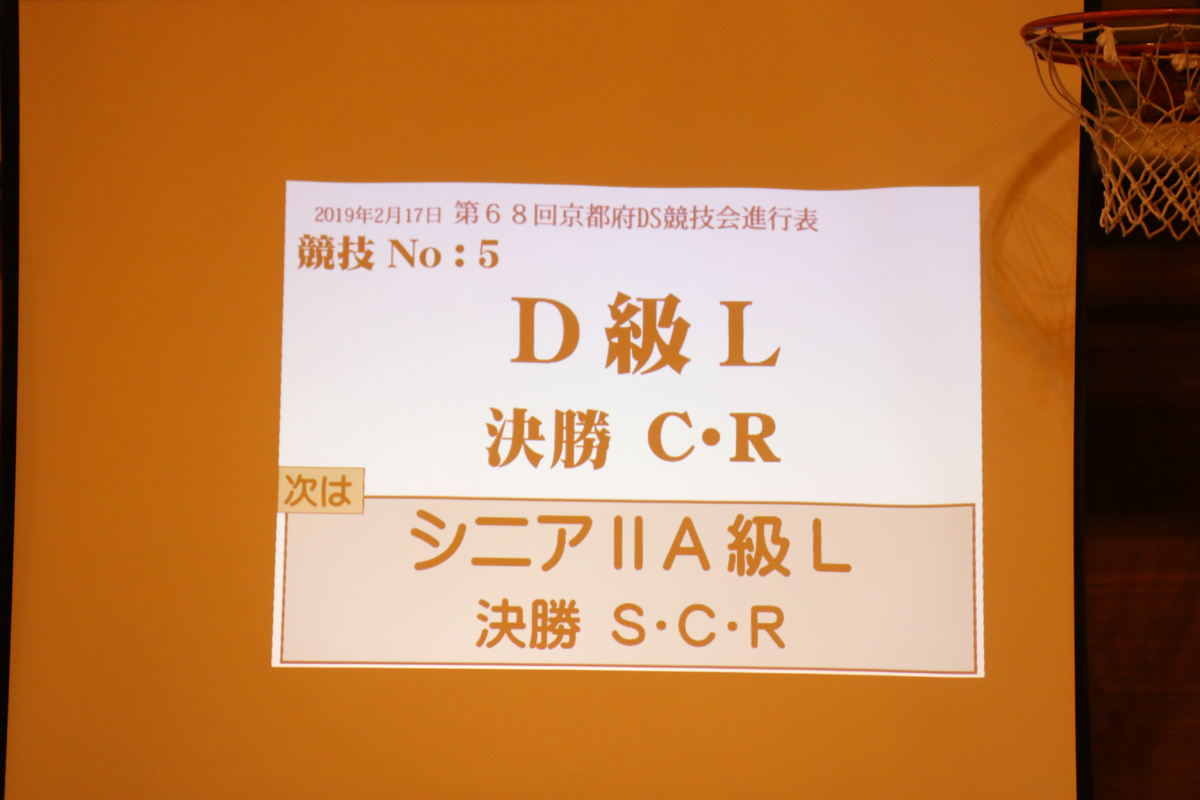 2019年2月17日 第６８回京都府DS競技会進行表
競技 No：5
D 級 L
決勝 C・R
次は
シニアⅡA 級 L
決勝 S・C・R